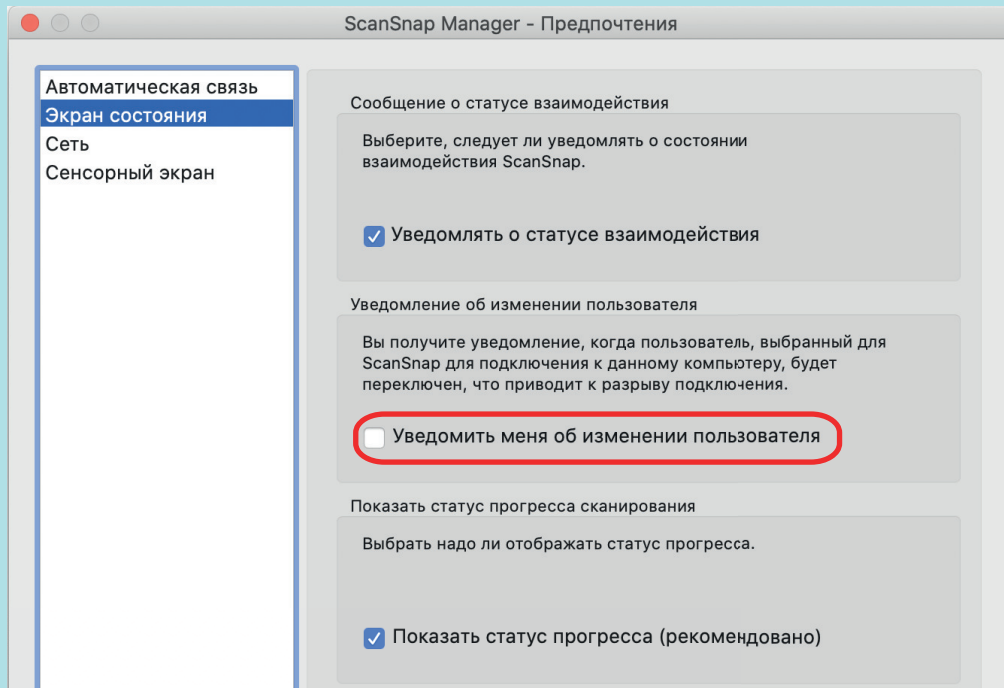 ScanSnap Manager - Предпочтения
Автоматическая связь
Экран состояния
Сеть
Сенсорный экран
Сообщение о статусе взаимодействия
Выберите, следует ли уведомлять о состоянии
взаимодействия ScanSnap.
Уведомлять о статусе взаимодействия
Уведомление об изменении пользователя
Вы получите уведомление, когда пользователь, выбранный для
ScanSnap для подключения к данному компьютеру, будет
переключен, что приводит к разрыву подключения.
Уведомить меня об изменении пользователя
Показать статус прогресса сканирования
Выбрать надо ли отображать статус прогресса.
Показать статус прогресса (рекомендовано)